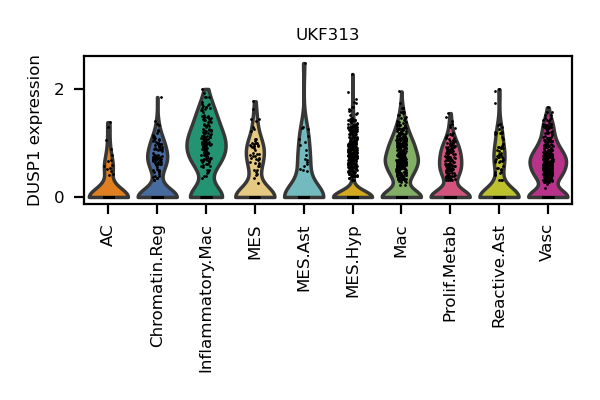 UKF313
DUSP1 expression
2
0
AC
Chromatin.Reg
Inflammatory.Mac
MES
MES.Ast
MES.Hyp
Mac
Prolif.Metab
Reactive.Ast
Vasc